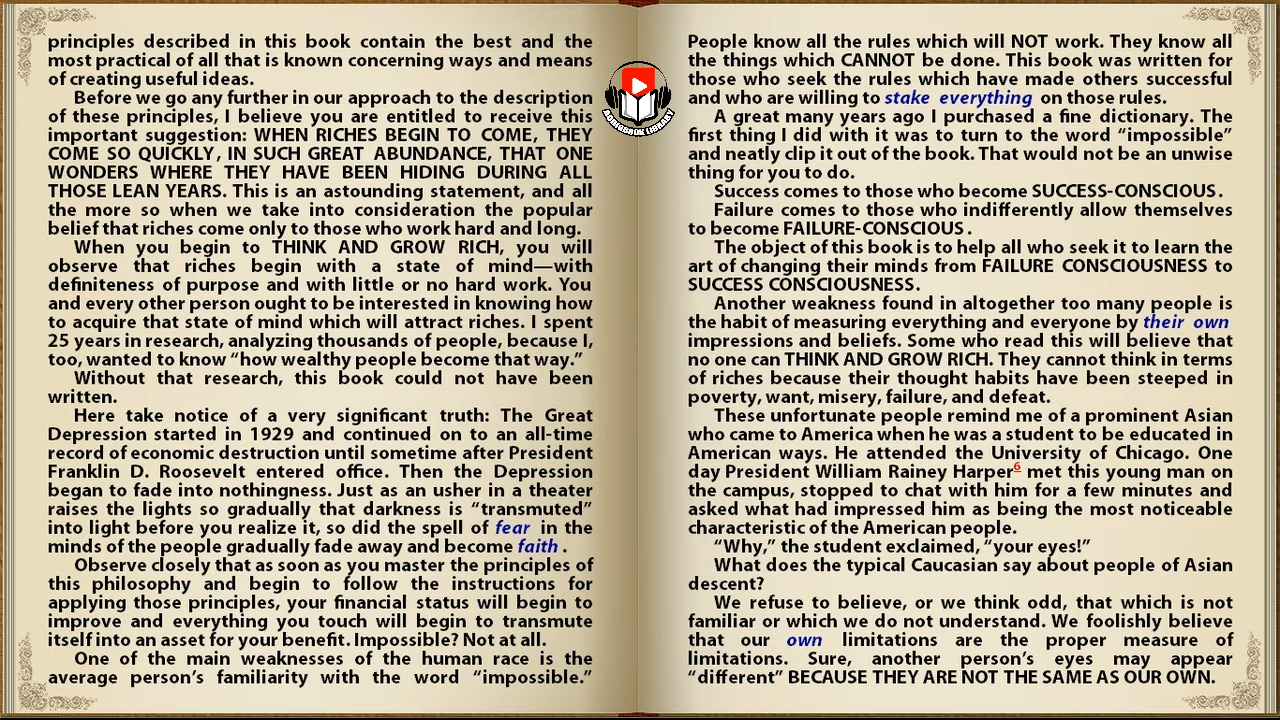 principles described in this book contain the best and the
most practical of all that is known concerning ways and means
of creating useful ideas.
Before we go any further in our approach to the description
of these principles, I believe you are entitled to receive this
important suggestion: WHEN RICHES BEGIN TO COME, THEY
COME SO QUICKLY, IN SUCH GREAT ABUNDANCE, THAT ONE
WONDERS WHERE THEY HAVE BEEN HIDING DURING ALL
THOSE LEAN YEARS. This is an astounding statement, and all
the more so when we take into consideration the popular
belief that riches come only to those who work hard and long.
When you begin to THINK AND GROW RICH, you will
observe that riches begin with a state of mind—with
definiteness of purpose and with little or no hard work. You
and every other person ought to be interested in knowing how
to acquire that state of mind which will attract riches. I spent
25 years in research, analyzing thousands of people, because I,
too, wanted to know “how wealthy people become that way.”
Without that research, this book could not have been
written.
Here take notice of a very significant truth: The Great
Depression started in 1929 and continued on to an all-time
record of economic destruction until sometime after President
Franklin D. Roosevelt entered office. Then the Depression
began to fade into nothingness. Just as an usher in a theater
raises the lights so gradually that darkness is “transmuted”
into light before you realize it, so did the spell of fear in the
minds of the people gradually fade away and become faith .
Observe closely that as soon as you master the principles of
this philosophy and begin to follow the instructions for
applying those principles, your financial status will begin to
improve and everything you touch will begin to transmute
itself into an asset for your benefit. Impossible? Not at all.
One of the main weaknesses of the human race is the
average person’s familiarity with the word “impossible.”
AUDIOBOOK LIBRARY
People know all the rules which will NOT work. They know all
the things which CANNOT be done. This book was written for
those who seek the rules which have made others successful
and who are willing to stake everything on those rules.
A great many years ago I purchased a fine dictionary. The
first thing I did with it was to turn to the word “impossible”
and neatly clip it out of the book. That would not be an unwise
thing for you to do.
Success comes to those who become SUCCESS-CONSCIOUS .
Failure comes to those who indifferently allow themselves
to become FAILURE-CONSCIOUS .
The object of this book is to help all who seek it to learn the
art of changing their minds from FAILURE CONSCIOUSNESS to
SUCCESS CONSCIOUSNESS.
Another weakness found in altogether too many people is
the habit of measuring everything and everyone by their own
impressions and beliefs. Some who read this will believe that
no one can THINK AND GROW RICH. They cannot think in terms
of riches because their thought habits have been steeped in
poverty, want, misery, failure, and defeat.
These unfortunate people remind me of a prominent Asian
who came to America when he was a student to be educated in
American ways. He attended the University of Chicago. One
day President William Rainey Harper6 met this young man on
the campus, stopped to chat with him for a few minutes and
asked what had impressed him as being the most noticeable
characteristic of the American people.
“Why,” the student exclaimed, “your eyes!”
What does the typical Caucasian say about people of Asian
descent?
We refuse to believe, or we think odd, that which is not
familiar or which we do not understand. We foolishly believe
that our own limitations are the proper measure of
limitations. Sure, another person’s eyes may appear
“different” BECAUSE THEY ARE NOT THE SAME AS OUR OWN.